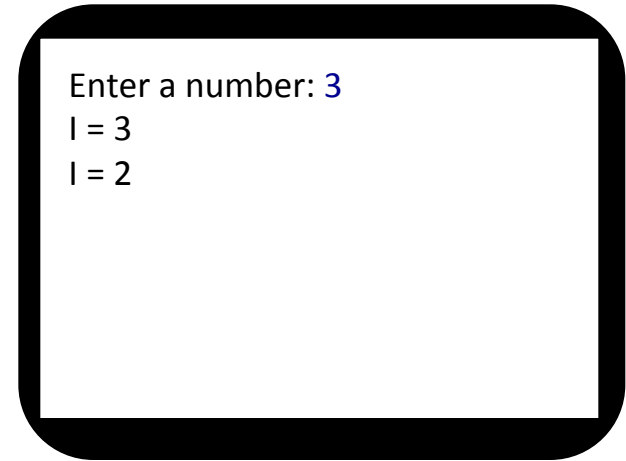 Enter a number: 3
I = 3
I = 2